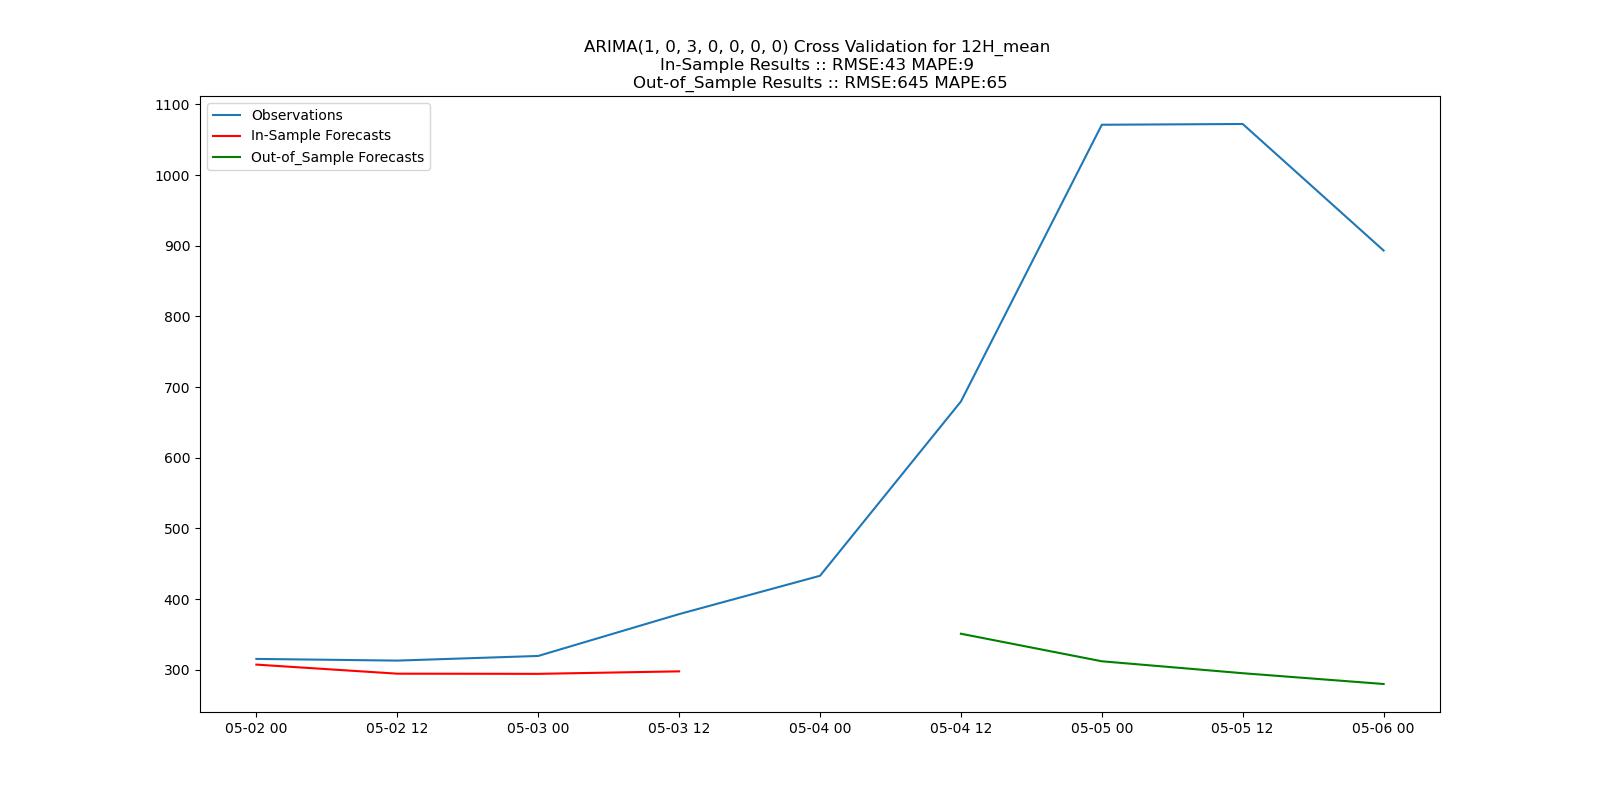 ARIMA(1, 0, 3, 0, 0, 0, 0) Cross Validation for 12H_mean
In-Sample Results :: RMSE:43 MAPE:9
Out-of_Sample Results :: RMSE:645 MAPE:65
Observations
In-Sample Forecasts
Out-of_Sample Forecasts
1100
1000
900
800
700
600
500
400
300
05-02 00 05-02 12 05-03 00 05-03 12 05-04 00 05-04 12 05-05 00 05-05 12 05-06 00